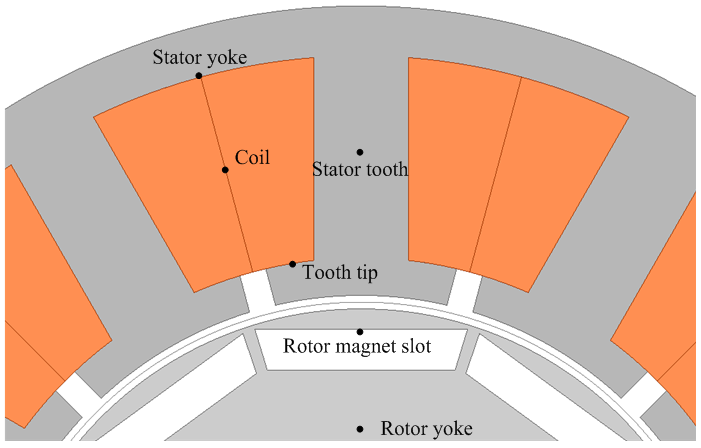 Stator yoke
Coil
Stator tooth
Tooth tip
Rotor magnet slot
Rotor yoke